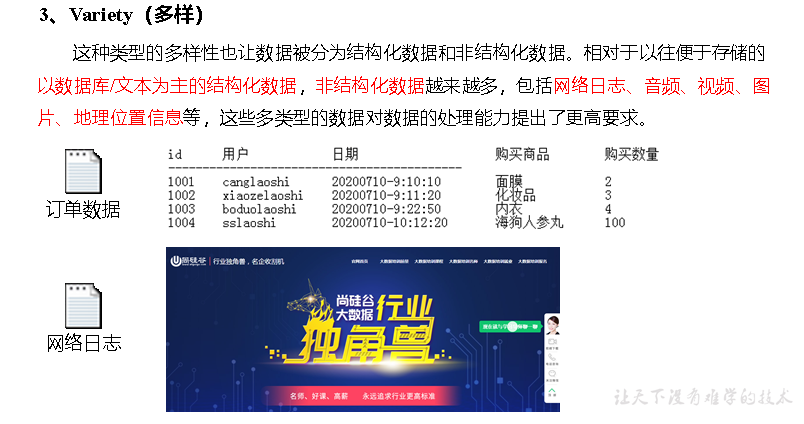 3、Variety（多样）
这种类型的多样性也让数据被分为结构化数据和非结构化数据。相对于以往便于存储的
以数据库/文本为主的结构化数据，非结构化数据越来越多，包括网络日志、音频、视频、图
片、地理位置信息等，这些多类型的数据对数据的处理能力提出了更高要求。
订单数据
id 用户 日期 购买商品 购买数量
1001 canglaoshi 20200710-9:10:10 面膜 2
1002 xiaozelaoshi 20200710-9:11:20 化妆品 3
1003 boduolaoshi 20200710-9:22:50 内衣 4
1004 sslaoshi 20200710-10:12:20 海狗人参丸 100
网络日志
尚硅谷 行业独角兽，名企收割机
官网首页
尚硅谷
大数据
行业
独角兽
名师、好课、高薪 永远追求行业更高标准
让天下没有难学的技术